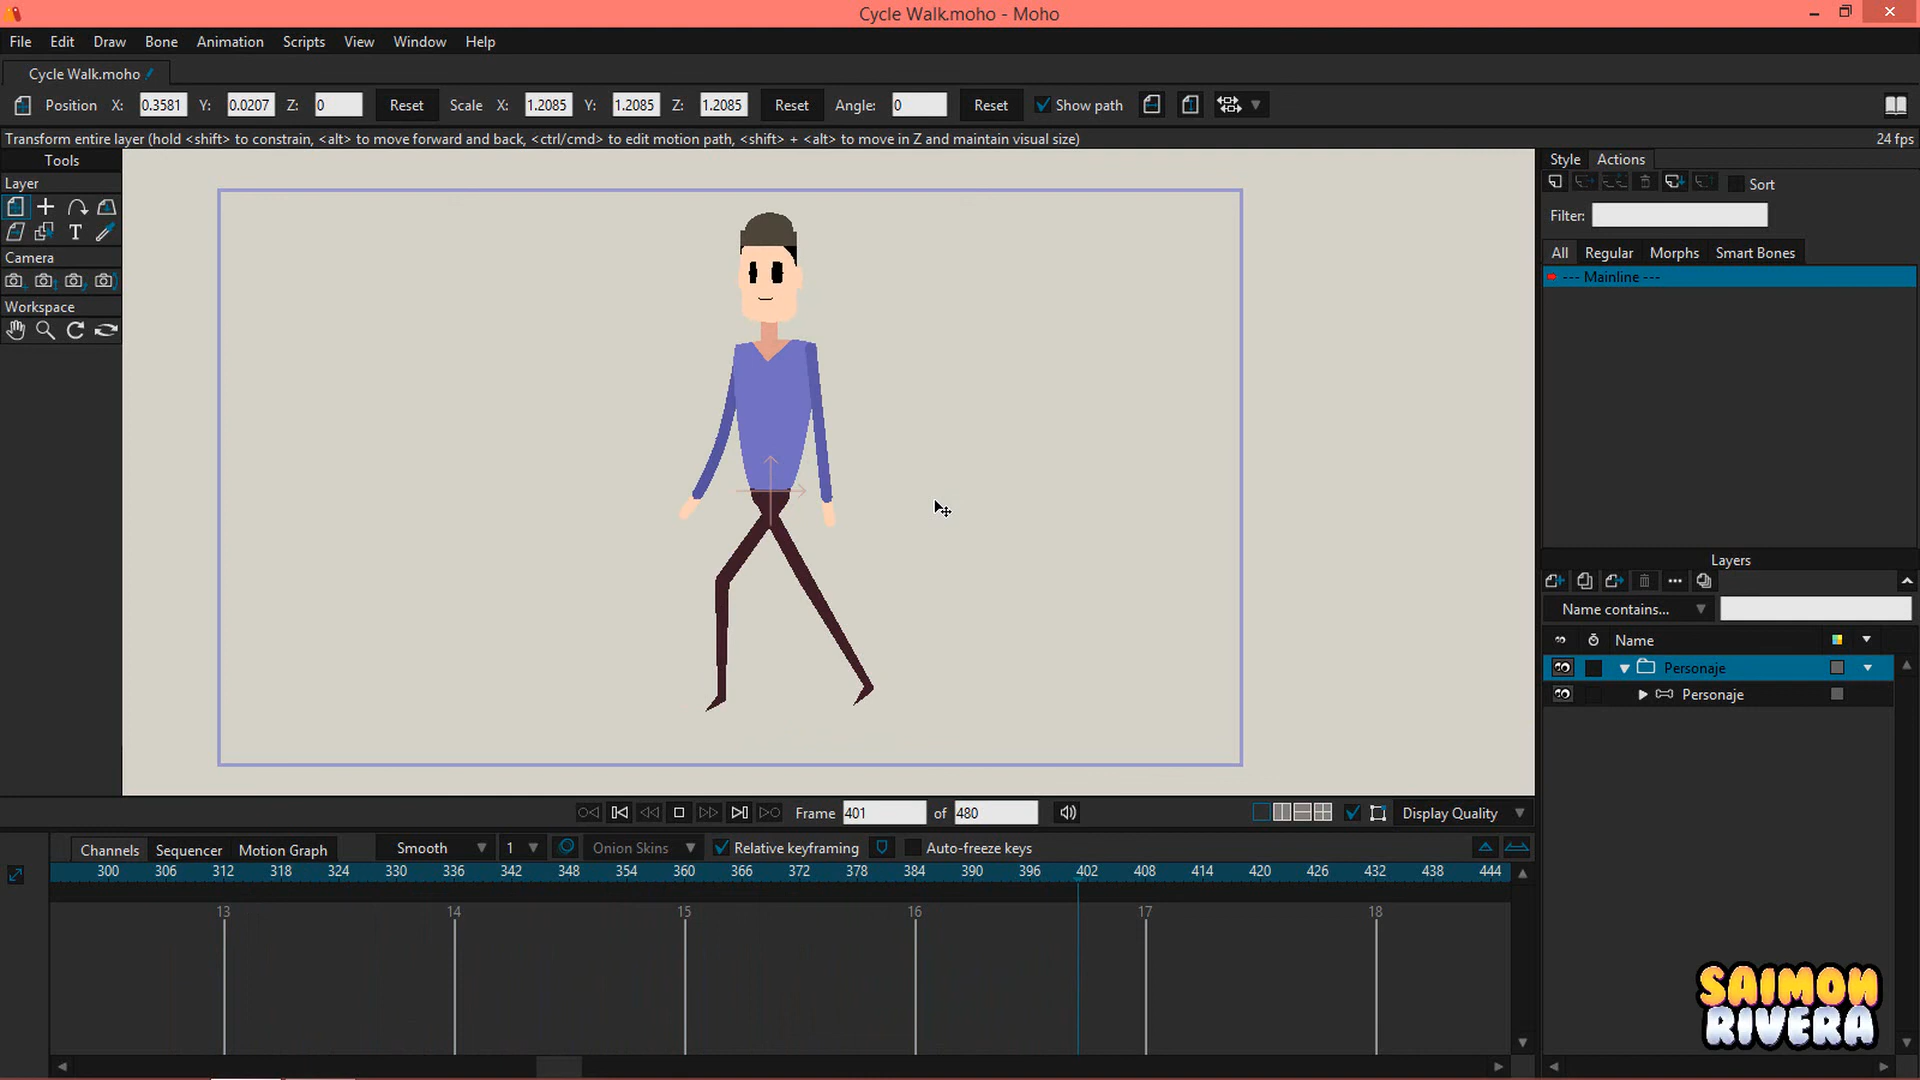 Cycle Walk.moho - Moho
File Edit Draw Bone Animation Scripts View Window Help
Cycle Walk.moho
Position X: 0.3581 Y: 0.0207 Z: 0 Reset Scale X: 1.2085 Y: 1.2085 Z: 1.2085 Reset Angle: 0 Reset Show path
Transform entire layer (hold <shift> to constrain, <alt> to move forward and back, <ctrl/cmd> to edit motion path, <shift> + <alt> to move in Z and maintain visual size) 24 fps
Tools
Layer
T
Camera
Workspace
Style Actions
Sort
Filter:
All Regular Morphs Smart Bones
--- Mainline ---
Layers
Name contains...
Name
Personaje
Personaje
Frame 401 of 480 Display Quality
Channels Sequencer Motion Graph Smooth 1 Onion Skins Relative keyframing Auto-freeze keys
300 306 312 318 324 330 336 342 348 354 360 366 372 378 384 390 396 402 408 414 420 426 432 438 444
13 14 15 16 17 18
SAIMON
RIVERA